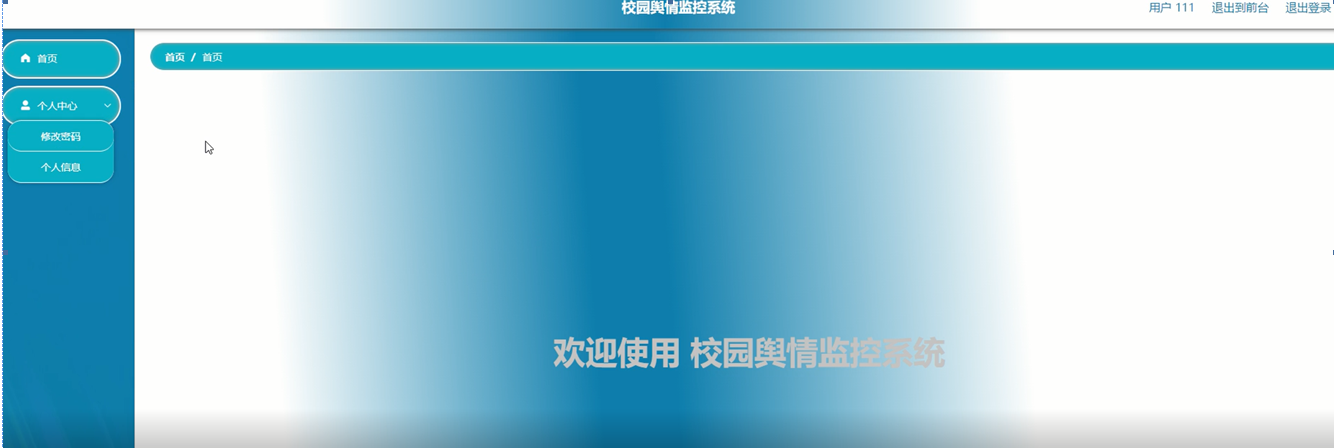 校园舆情监控系统
用户 111 退出到前台 退出登录
首页
首页 / 首页
个人中心
修改密码
个人信息
欢迎使用 校园舆情监控系统